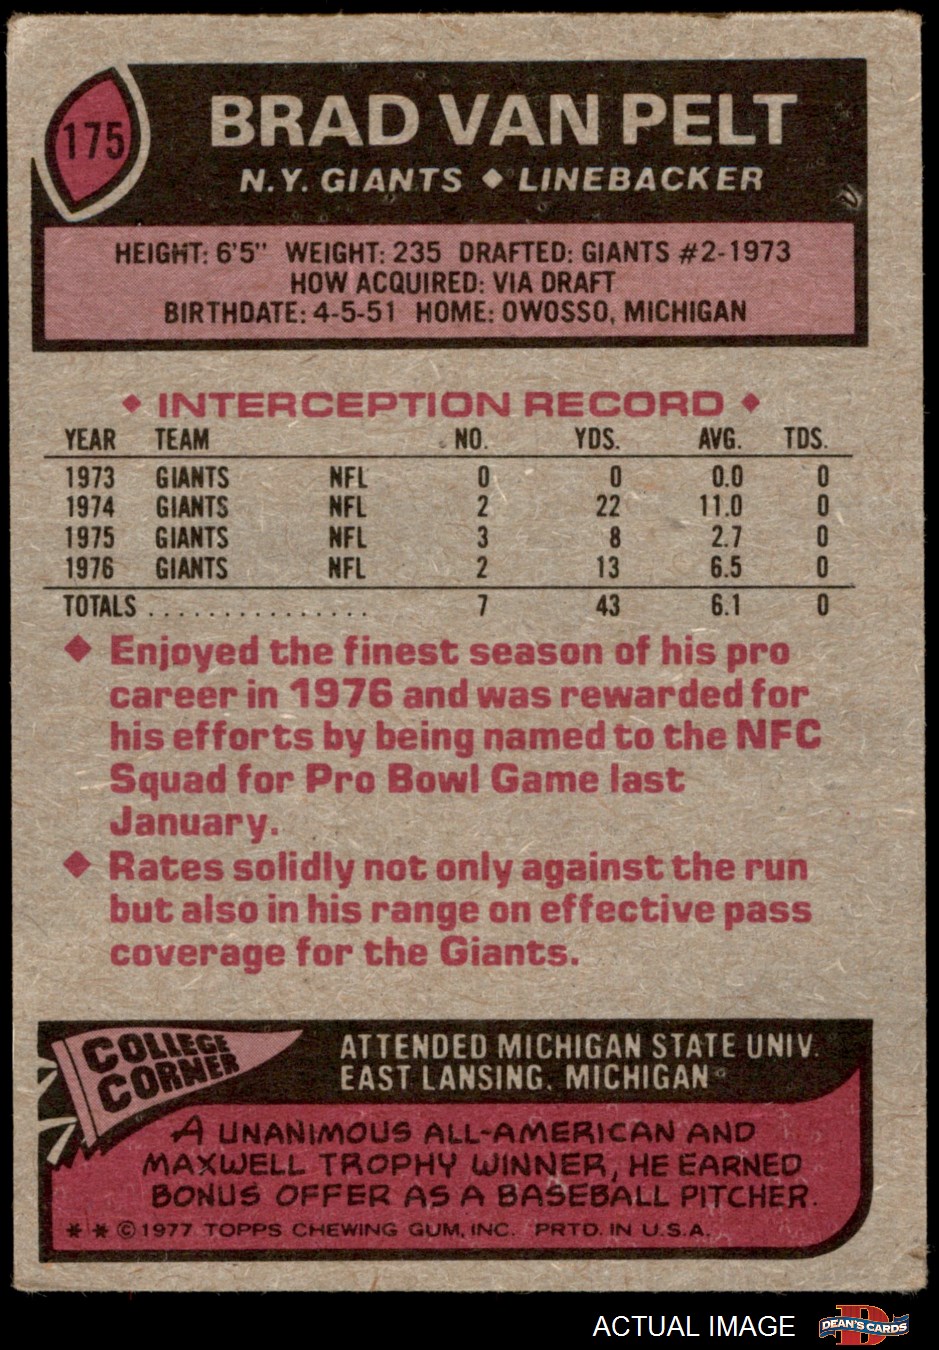 175
BRAD VAN PELT
N.Y. GIANTS ♦ LINEBACKER
HEIGHT: 6'5" WEIGHT: 235 DRAFTED: GIANTS #2-1973
HOW ACQUIRED: VIA DRAFT
BIRTHDATE: 4-5-51 HOME: OWOSSO, MICHIGAN
♦ INTERCEPTION RECORD ♦
YEAR TEAM NO. YDS. AVG. TDS.
1973 GIANTS NFL 0 0 0.0 0
1974 GIANTS NFL 2 22 11.0 0
1975 GIANTS NFL 3 8 2.7 0
1976 GIANTS NFL 2 13 6.5 0
TOTALS . . . . . . . . . . . . . . . 7 43 6.1 0
♦ Enjoyed the finest season of his pro
career in 1976 and was rewarded for
his efforts by being named to the NFC
Squad for Pro Bowl Game last
January.
♦ Rates solidly not only against the run
but also in his range on effective pass
coverage for the Giants.
COLLEGE
CORNER
ATTENDED MICHIGAN STATE UNIV.
EAST LANSING, MICHIGAN
A UNANIMOUS ALL-AMERICAN AND
MAXWELL TROPHY WINNER, HE EARNED
BONUS OFFER AS A BASEBALL PITCHER.
* * © 1977 TOPPS CHEWING GUM, INC. PRTD. IN U.S.A.
ACTUAL IMAGE
D
DEAN'S CARDS